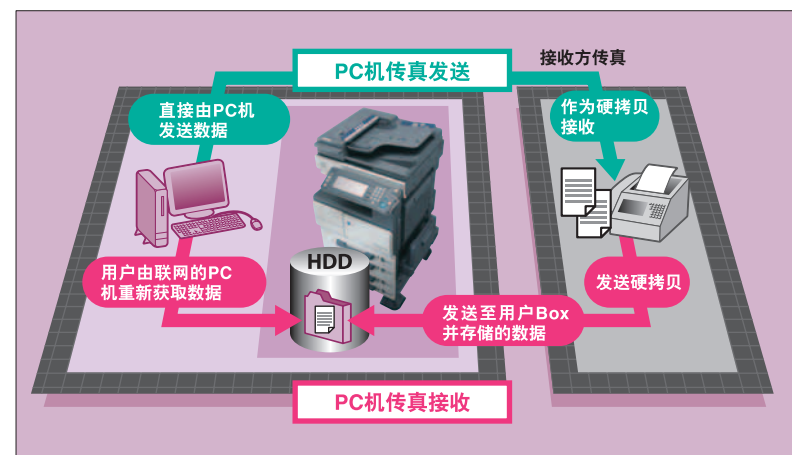 PC机传真发送
接收方传真
直接由PC机
发送数据
作为硬拷贝
接收
用户由联网的PC
机重新获取数据
HDD
发送硬拷贝
发送至用户Box
并存储的数据
PC机传真接收